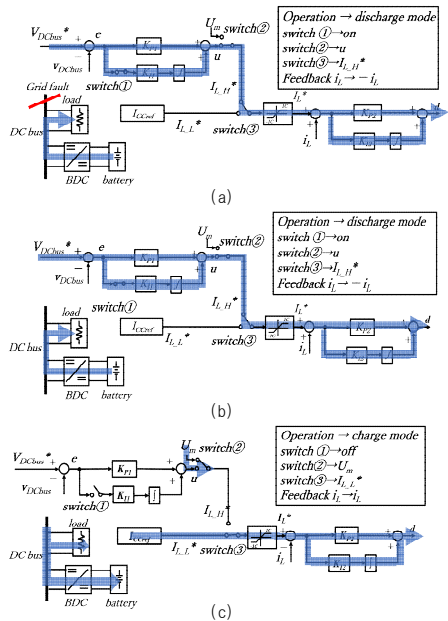 V_DCbus*
e
K_P1
U_m
switch②
v_DCbus
switch①
K_I1
∫
u
I_L_H*
Operation → discharge mode
switch ①→on
switch②→u
switch③→I_L_H*
Feedback i_L → − i_L
Grid fault
load
DC bus
BDC
battery
I_CCref
I_L_L*
switch③
I_L*
i_L
K_P2
K_I2
∫
d
(a)
V_DCbus*
e
K_P1
U_m
switch②
v_DCbus
switch①
K_I1
∫
u
I_L_H*
Operation → discharge mode
switch ①→on
switch②→u
switch③→I_L_H*
Feedback i_L → − i_L
load
DC bus
BDC
battery
I_CCref
I_L_L*
switch③
I_L*
i_L
K_P2
K_I2
∫
d
(b)
V_DCbus*
e
K_P1
U_m
switch②
v_DCbus
switch①
K_I1
∫
u
I_L_H*
Operation → charge mode
switch ①→off
switch②→U_m
switch③→I_L_L*
Feedback i_L→i_L
load
DC bus
BDC
battery
I_CCref
I_L_L*
switch③
I_L*
i_L
K_P2
K_I2
∫
d
(c)